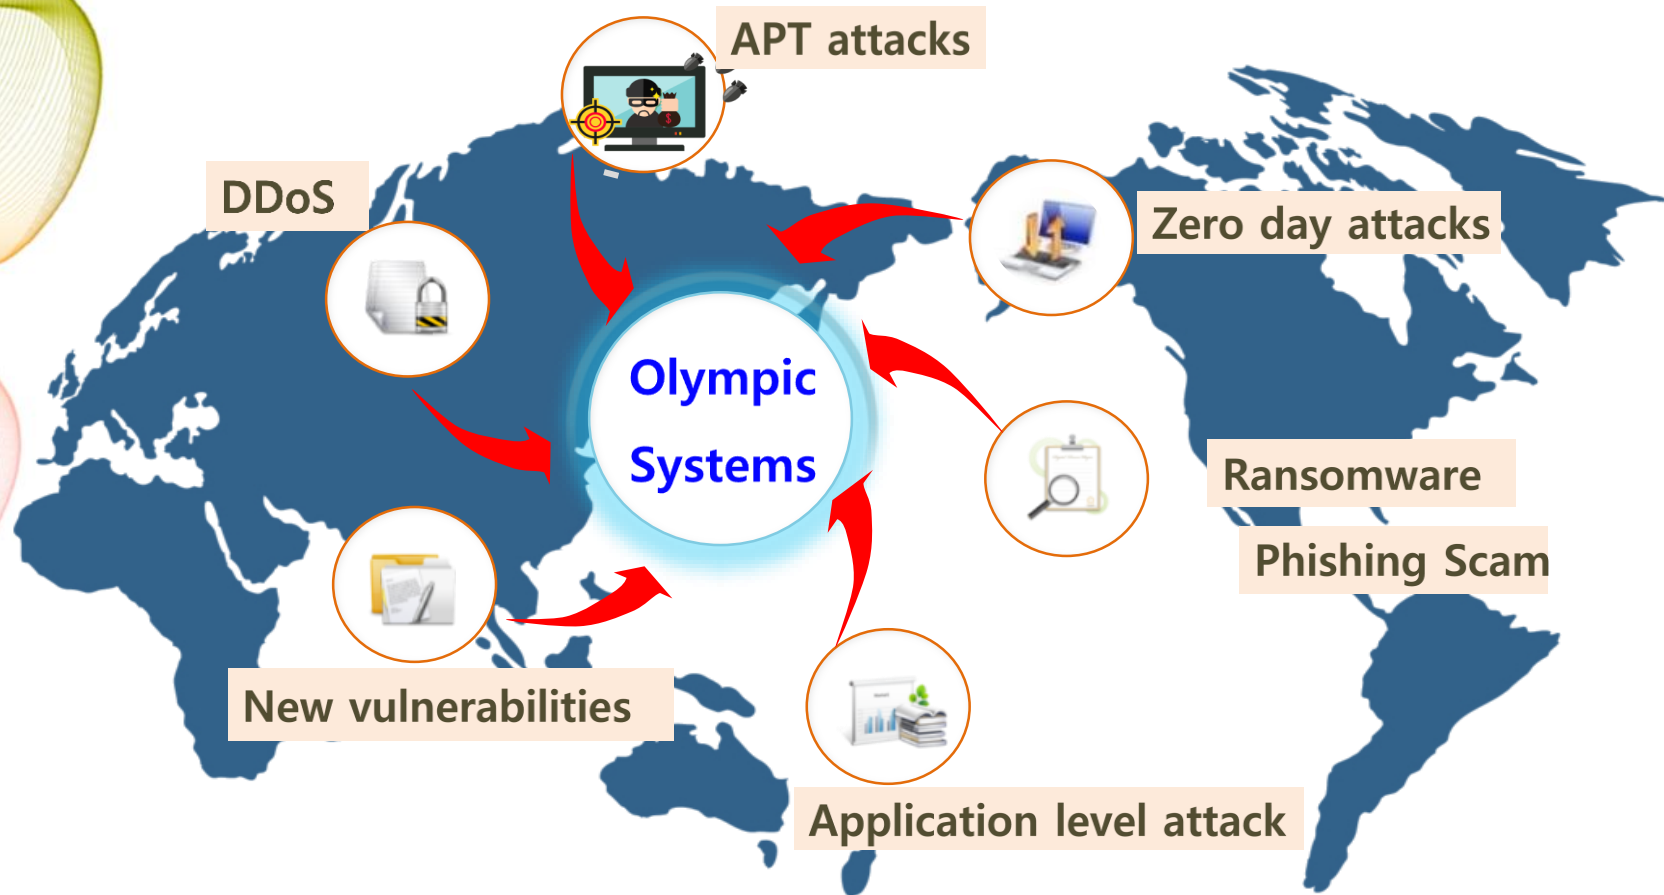 APT attacks
DDoS
Zero day attacks
Olympic
Systems
Ransomware
Phishing Scam
New vulnerabilities
Application level attack